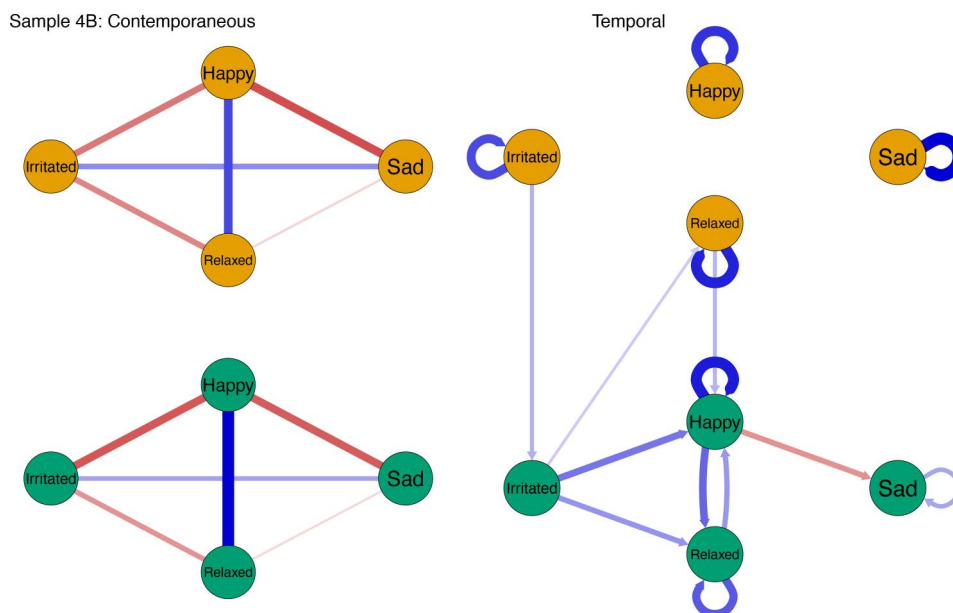 Sample 4B: Contemporaneous
Temporal
Happy
Irritated
Sad
Relaxed
Happy
Irritated
Sad
Relaxed
Happy
Irritated
Sad
Relaxed
Happy
Irritated
Sad
Relaxed